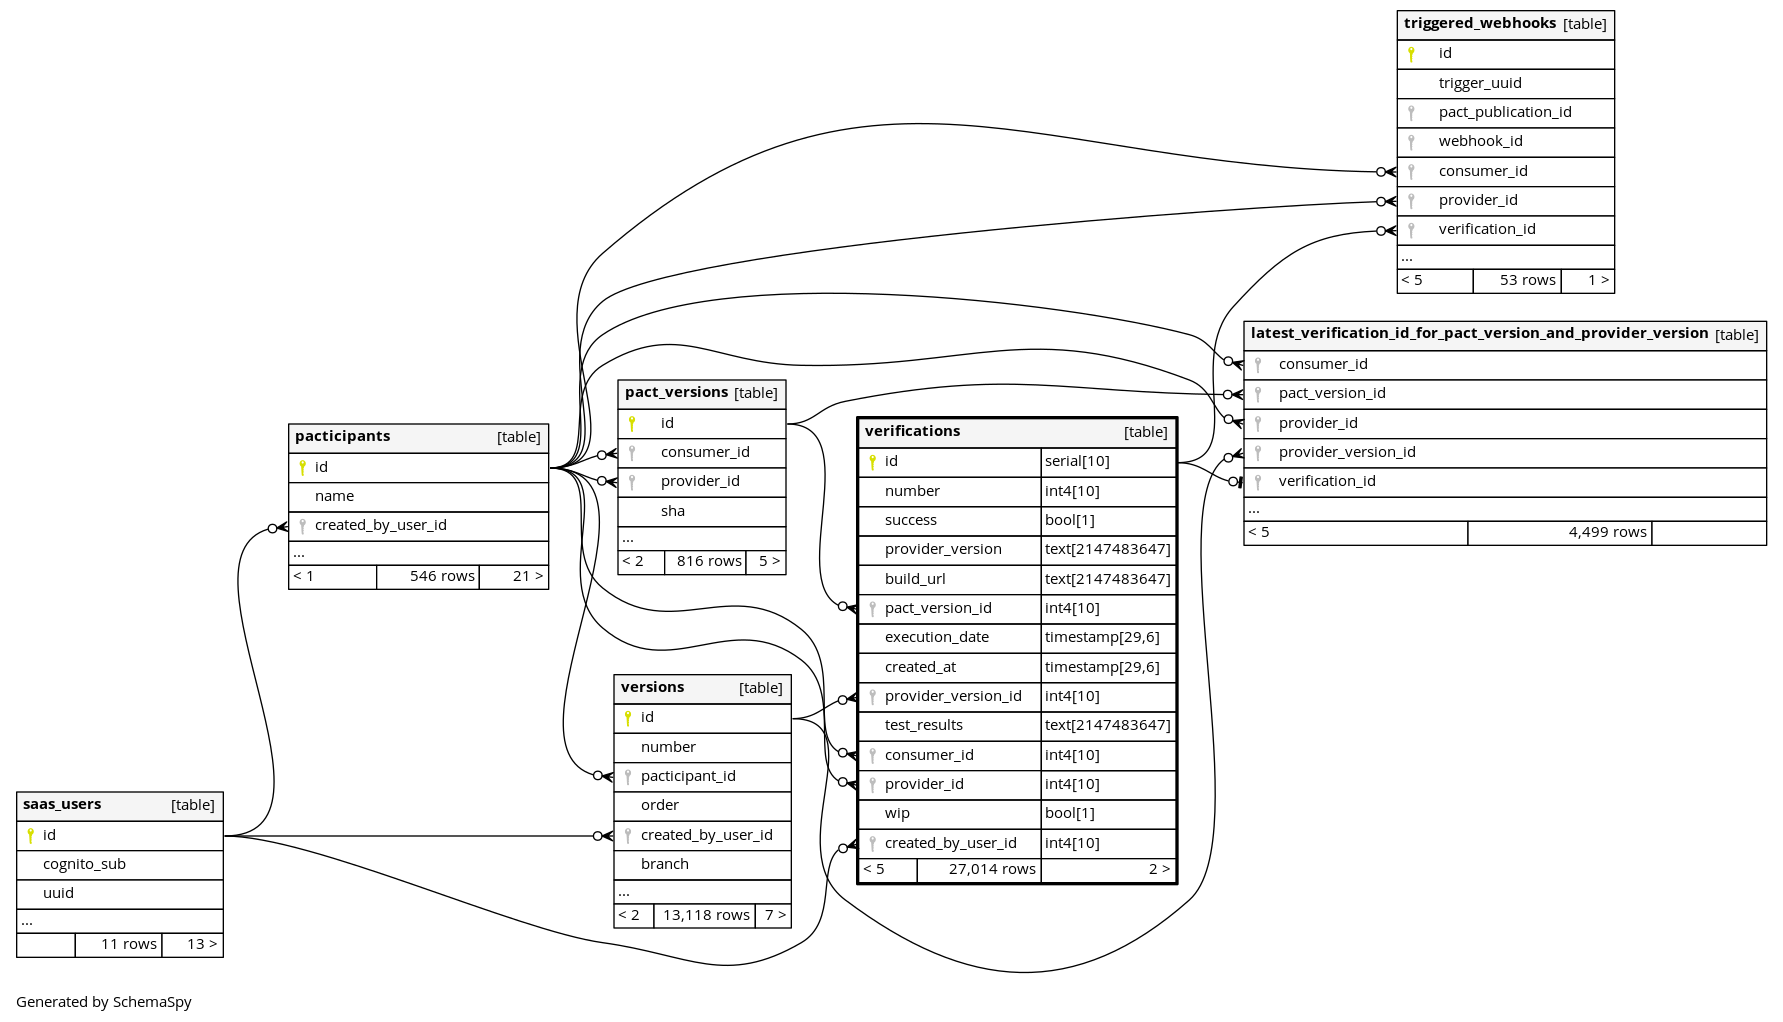 triggered_webhooks [table]
id
trigger_uuid
pact_publication_id
webhook_id
consumer_id
provider_id
verification_id
...
< 5 53 rows 1 >
latest_verification_id_for_pact_version_and_provider_version [table]
consumer_id
pact_version_id
provider_id
provider_version_id
verification_id
...
< 5 4,499 rows
pact_versions [table]
id
consumer_id
provider_id
sha
...
< 2 816 rows 5 >
pacticipants [table]
id
name
created_by_user_id
...
< 1 546 rows 21 >
verifications [table]
id serial[10]
number int4[10]
success bool[1]
provider_version text[2147483647]
build_url text[2147483647]
pact_version_id int4[10]
execution_date timestamp[29,6]
created_at timestamp[29,6]
provider_version_id int4[10]
test_results text[2147483647]
consumer_id int4[10]
provider_id int4[10]
wip bool[1]
created_by_user_id int4[10]
< 5 27,014 rows 2 >
versions [table]
id
number
pacticipant_id
order
created_by_user_id
branch
...
< 2 13,118 rows 7 >
saas_users [table]
id
cognito_sub
uuid
...
11 rows 13 >
Generated by SchemaSpy